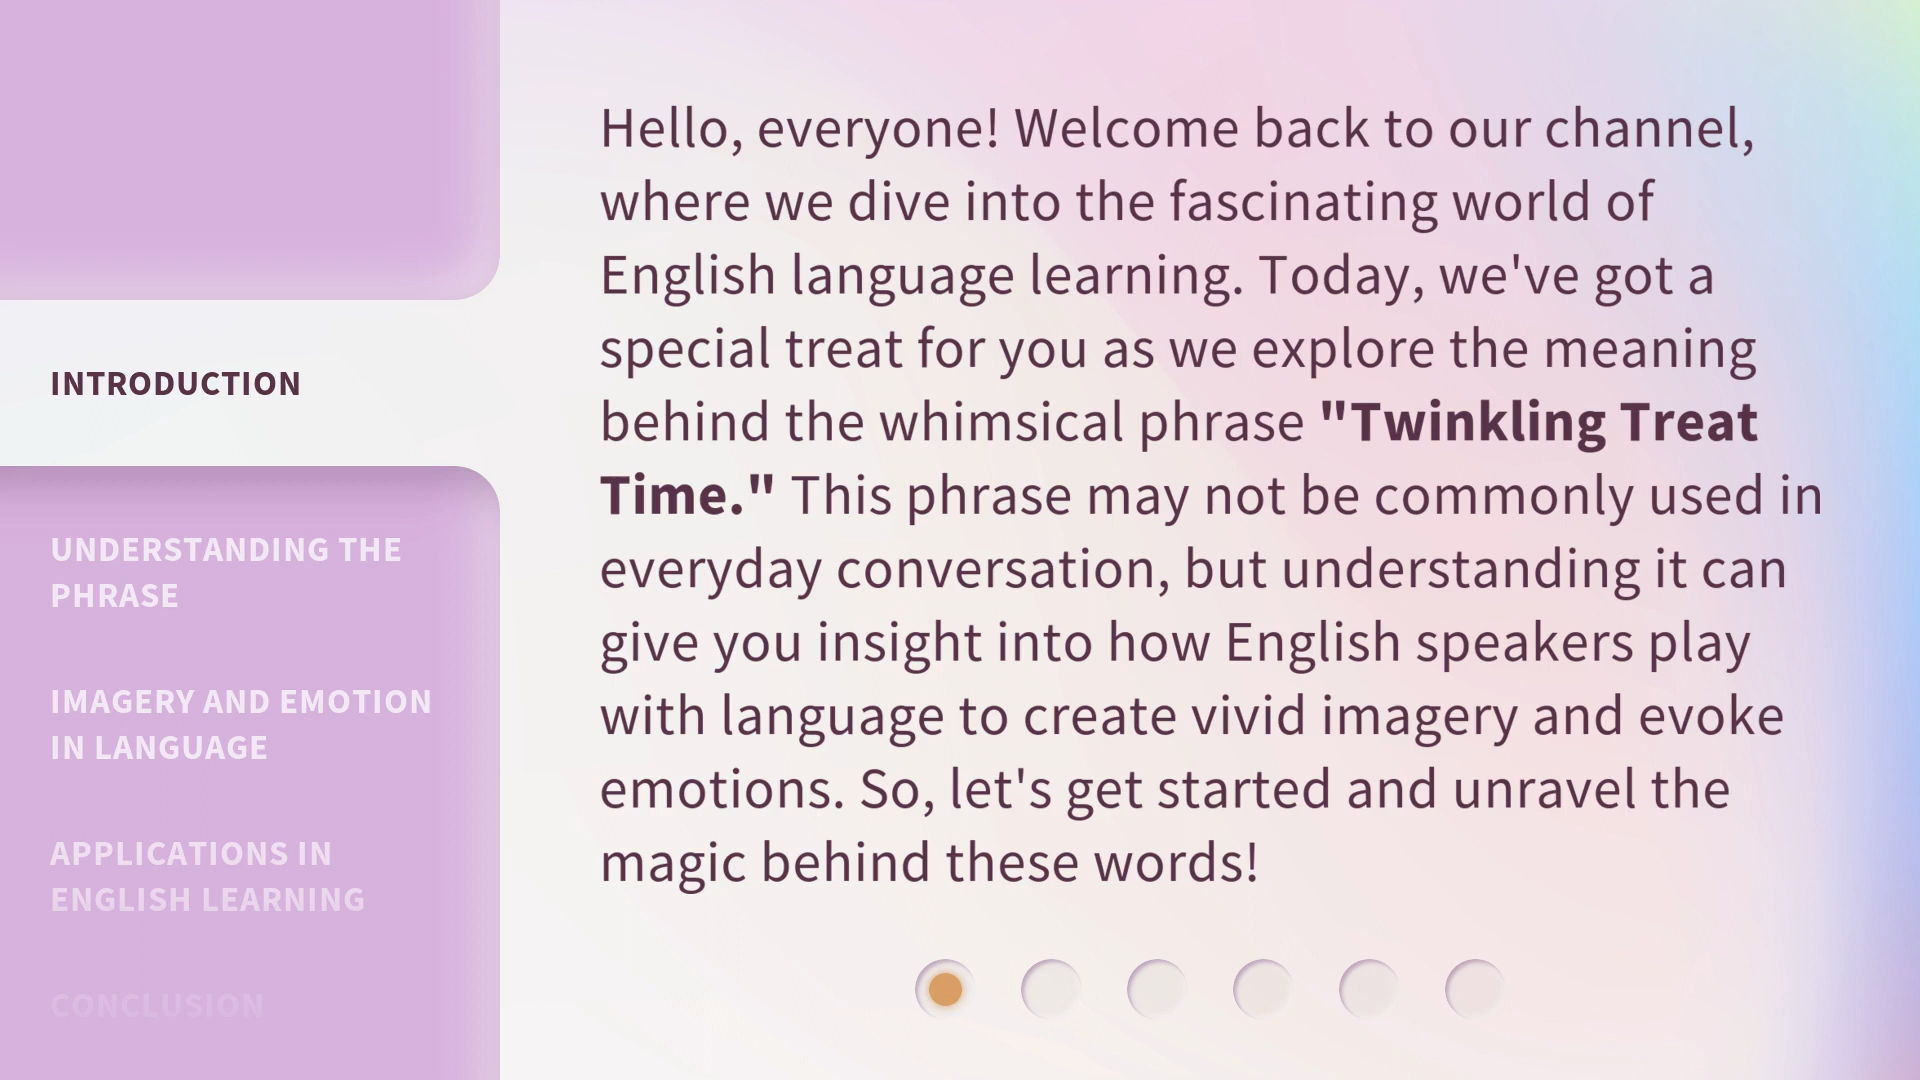 INTRODUCTION
UNDERSTANDING THE
PHRASE
IMAGERY AND EMOTION
IN LANGUAGE
APPLICATIONS IN
ENGLISH LEARNING
CONCLUSION
Hello, everyone! Welcome back to our channel,
where we dive into the fascinating world of
English language learning. Today, we've got a
special treat for you as we explore the meaning
behind the whimsical phrase "Twinkling Treat
Time." This phrase may not be commonly used in
everyday conversation, but understanding it can
give you insight into how English speakers play
with language to create vivid imagery and evoke
emotions. So, let's get started and unravel the
magic behind these words!